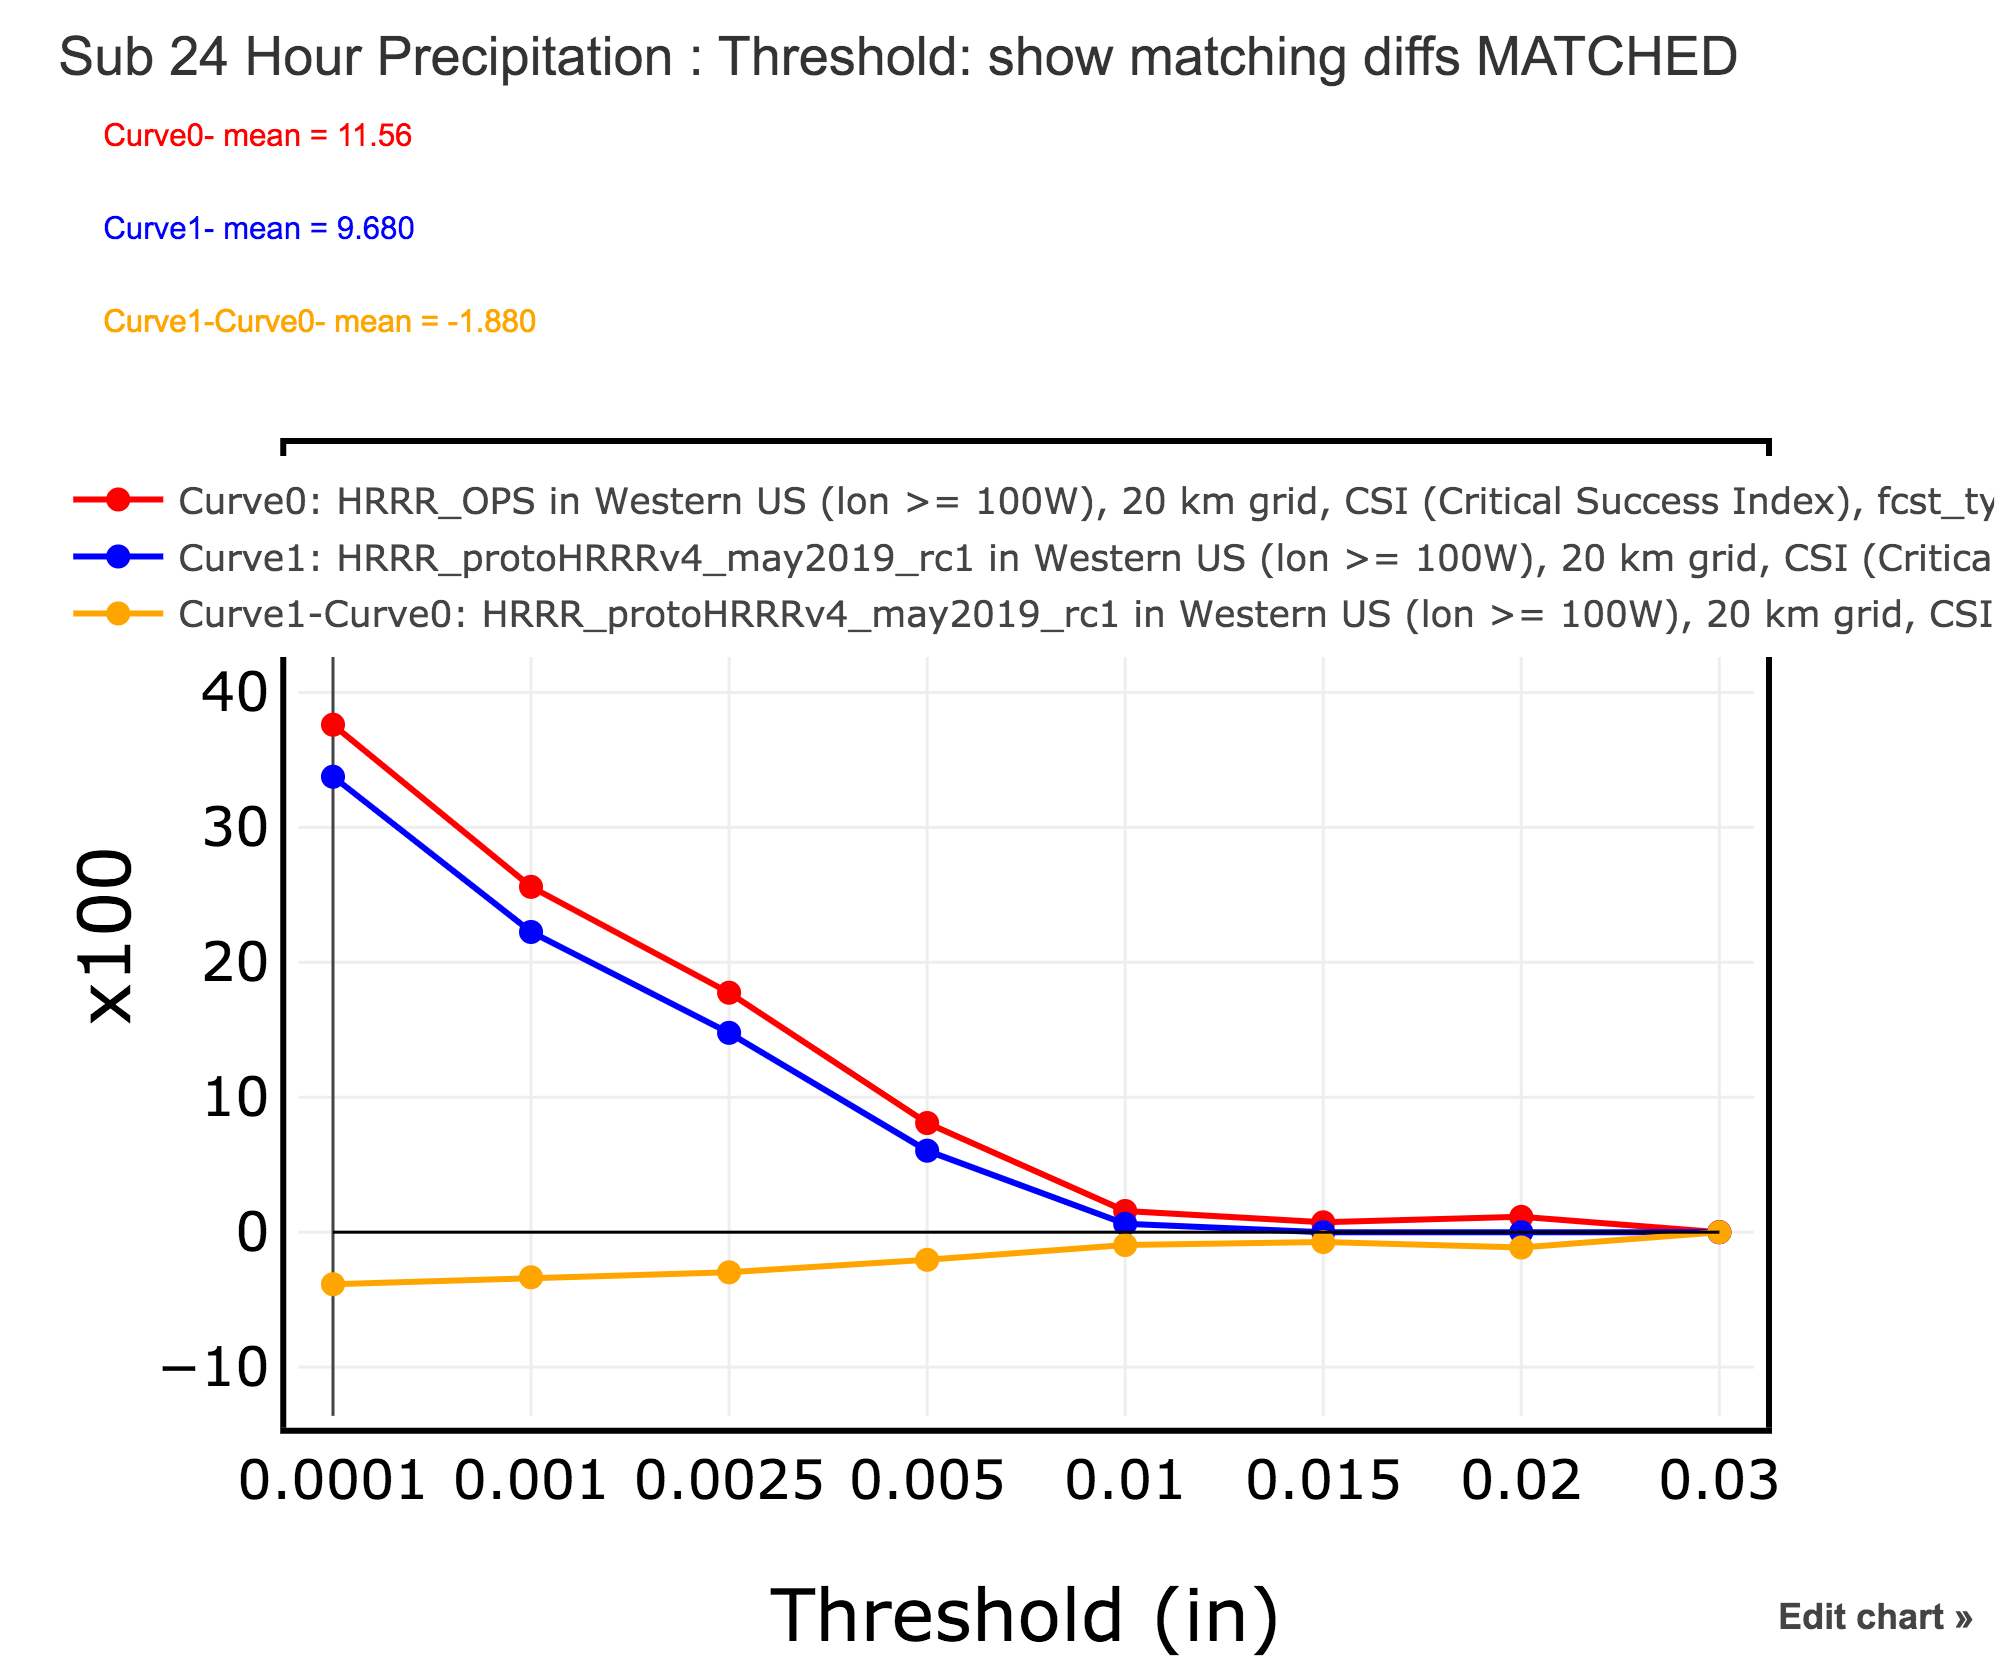 Sub 24 Hour Precipitation : Threshold: show matching diffs MATCHED
Curve0- mean = 11.56
Curve1- mean = 9.680
Curve1-Curve0- mean = -1.880
Curve0: HRRR_OPS in Western US (lon >= 100W), 20 km grid, CSI (Critical Success Index), fcst_ty
Curve1: HRRR_protoHRRRv4_may2019_rc1 in Western US (lon >= 100W), 20 km grid, CSI (Critica
Curve1-Curve0: HRRR_protoHRRRv4_may2019_rc1 in Western US (lon >= 100W), 20 km grid, CSI
40
30
20
10
0
−10
x100
0.0001 0.001 0.0025 0.005 0.01 0.015 0.02 0.03
Threshold (in)
Edit chart »